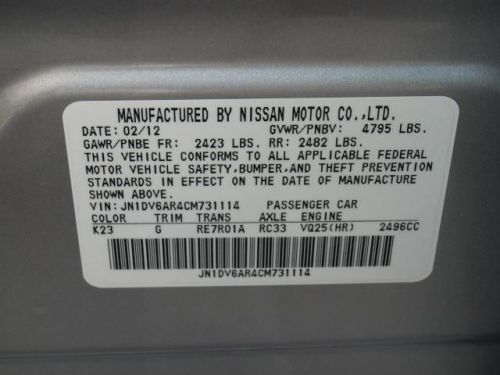 MANUFACTURED BY NISSAN MOTOR CO.,LTD.
DATE: 02/12 GVWR/PNBV: 4795 LBS.
GAWR/PNBE FR: 2423 LBS. RR: 2482 LBS.
THIS VEHICLE CONFORMS TO ALL APPLICABLE FEDERAL
MOTOR VEHICLE SAFETY,BUMPER,AND THEFT PREVENTION
STANDARDS IN EFFECT ON THE DATE OF MANUFACTURE
SHOWN ABOVE.
VIN: JN1DV6AR4CM731114 PASSENGER CAR
COLOR TRIM TRANS AXLE ENGINE
K23 G RE7R01A RC33 VQ25(HR) 2496CC
JN1DV6AR4CM731114